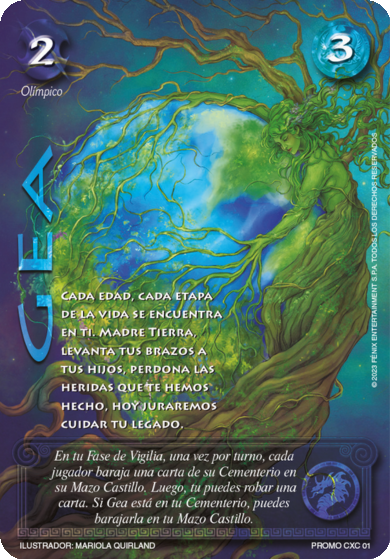 2
3
Olímpico
GEA
CADA EDAD, CADA ETAPA
DE LA VIDA SE ENCUENTRA
EN TI. MADRE TIERRA,
LEVANTA TUS BRAZOS A
TUS HIJOS, PERDONA LAS
HERIDAS QUE TE HEMOS
HECHO, HOY JURAREMOS
CUIDAR TU LEGADO.
En tu Fase de Vigilia, una vez por turno, cada
jugador baraja una carta de su Cementerio en
su Mazo Castillo. Luego, tu puedes robar una
carta. Si Gea está en tu Cementerio, puedes
barajarla en tu Mazo Castillo.
ILUSTRADOR: MARIOLA QUIRLAND
PROMO CXC 01
© 2023 FÉNIX ENTERTAINMENT S.P.A. TODOS LOS DERECHOS RESERVADOS